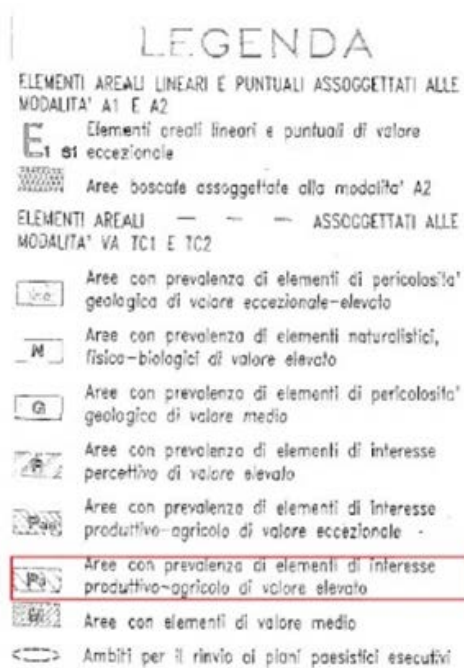 LEGENDA
ELEMENTI AREALI LINEARI E PUNTUALI ASSOGGETTATI ALLE
MODALITA' A1 E A2
E1 S1 Elementi areali lineari e puntuali di valore
eccezionale
Aree boscate assoggettate alla modalita' A2
ELEMENTI AREALI — — — ASSOGGETTATI ALLE
MODALITA' VA TC1 E TC2
Aree con prevalenza di elementi di pericolosita'
geologica di valore eccezionale-elevato
N Aree con prevalenza di elementi naturalistici,
fisico-biologici di valore elevato
G Aree con prevalenza di elementi di pericolosita'
geologica di valore medio
Aree con prevalenza di elementi di interesse
percettivo di valore elevato
Pae Aree con prevalenza di elementi di interesse
produttivo-agricolo di valore eccezionale -
Pa Aree con prevalenza di elementi di interesse
produttivo-agricolo di valore elevato
Aree con elementi di valore medio
Ambiti per il rinvio ai piani paesistici esecutivi